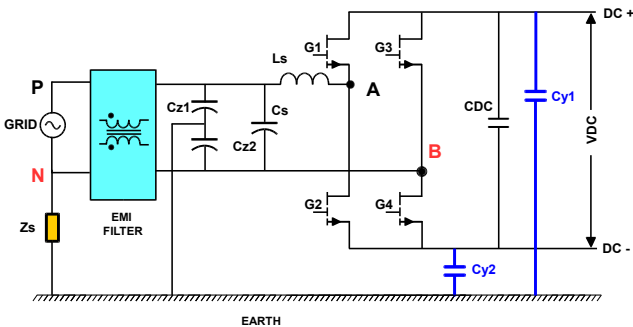 DC +
G1
G3
Ls
P
A
Cz1
Cs
Cy1
CDC
VDC
GRID
Cz2
B
N
G2
G4
Zs
EMI
FILTER
DC -
Cy2
EARTH